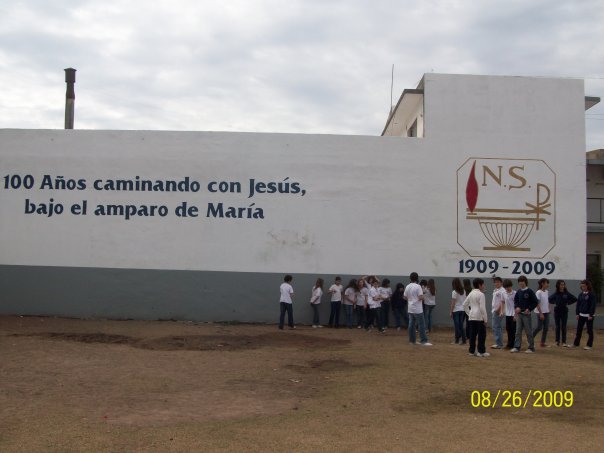 100 Años caminando con Jesús,
bajo el amparo de María
N.S.
1909 - 2009
08/26/2009